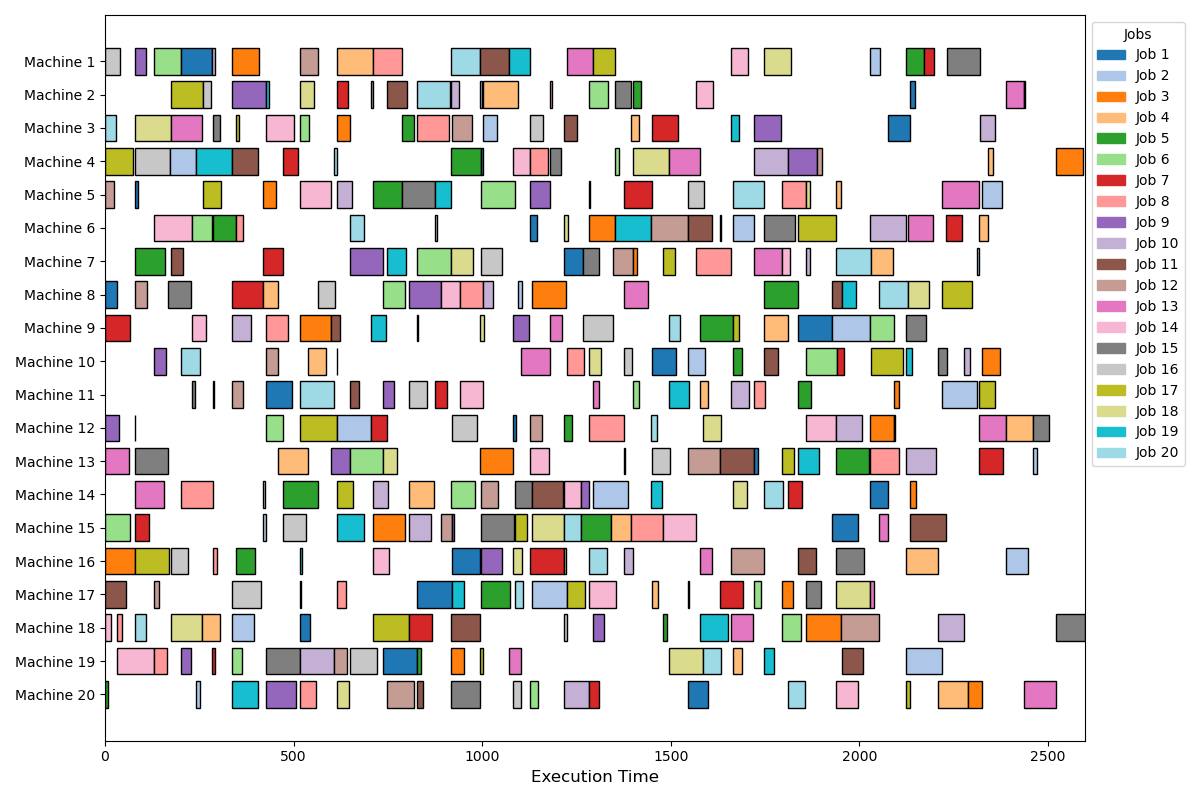 Machine 1
Machine 2
Machine 3
Machine 4
Machine 5
Machine 6
Machine 7
Machine 8
Machine 9
Machine 10
Machine 11
Machine 12
Machine 13
Machine 14
Machine 15
Machine 16
Machine 17
Machine 18
Machine 19
Machine 20
0 500 1000 1500 2000 2500
Execution Time
Jobs
Job 1
Job 2
Job 3
Job 4
Job 5
Job 6
Job 7
Job 8
Job 9
Job 10
Job 11
Job 12
Job 13
Job 14
Job 15
Job 16
Job 17
Job 18
Job 19
Job 20